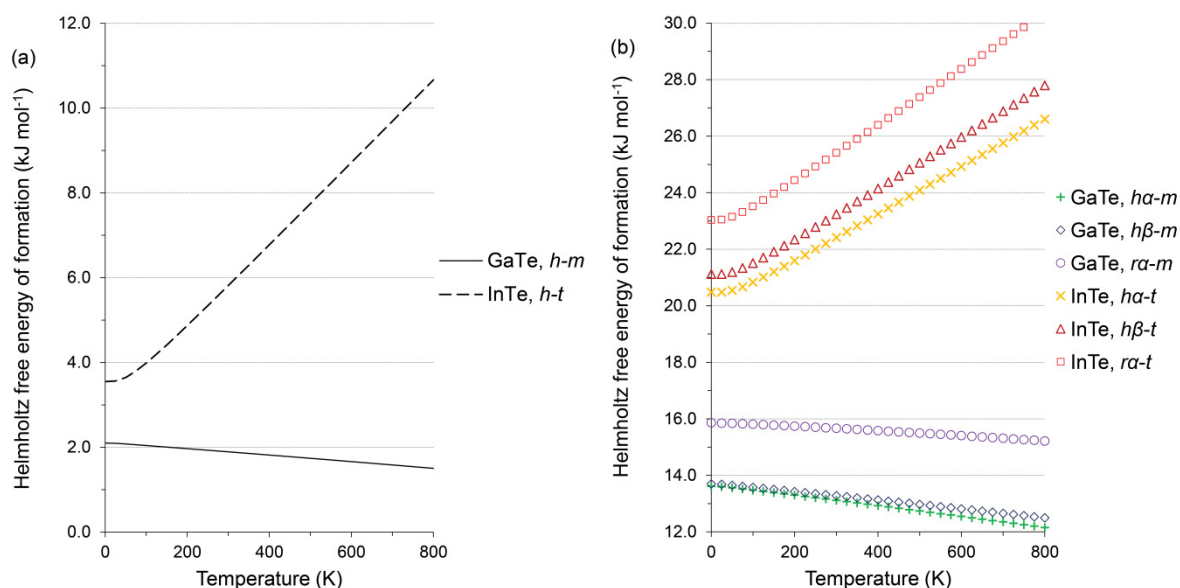 (a)
Helmholtz free energy of formation (kJ mol⁻¹)
12.0
10.0
8.0
6.0
4.0
2.0
0.0
0
200
400
600
800
Temperature (K)
GaTe, h-m
InTe, h-t
(b)
Helmholtz free energy of formation (kJ mol⁻¹)
30.0
28.0
26.0
24.0
22.0
20.0
18.0
16.0
14.0
12.0
0
200
400
600
800
Temperature (K)
GaTe, hα-m
GaTe, hβ-m
GaTe, rα-m
InTe, hα-t
InTe, hβ-t
InTe, rα-t